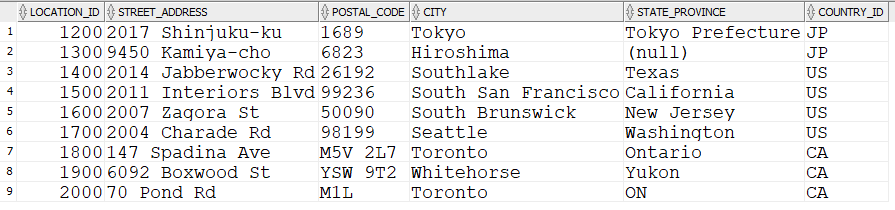 LOCATION_ID STREET_ADDRESS POSTAL_CODE CITY STATE_PROVINCE COUNTRY_ID
1 1200 2017 Shinjuku-ku 1689 Tokyo Tokyo Prefecture JP
2 1300 9450 Kamiya-cho 6823 Hiroshima (null) JP
3 1400 2014 Jabberwocky Rd 26192 Southlake Texas US
4 1500 2011 Interiors Blvd 99236 South San Francisco California US
5 1600 2007 Zagora St 50090 South Brunswick New Jersey US
6 1700 2004 Charade Rd 98199 Seattle Washington US
7 1800 147 Spadina Ave M5V 2L7 Toronto Ontario CA
8 1900 6092 Boxwood St YSW 9T2 Whitehorse Yukon CA
9 2000 70 Pond Rd M1L Toronto ON CA